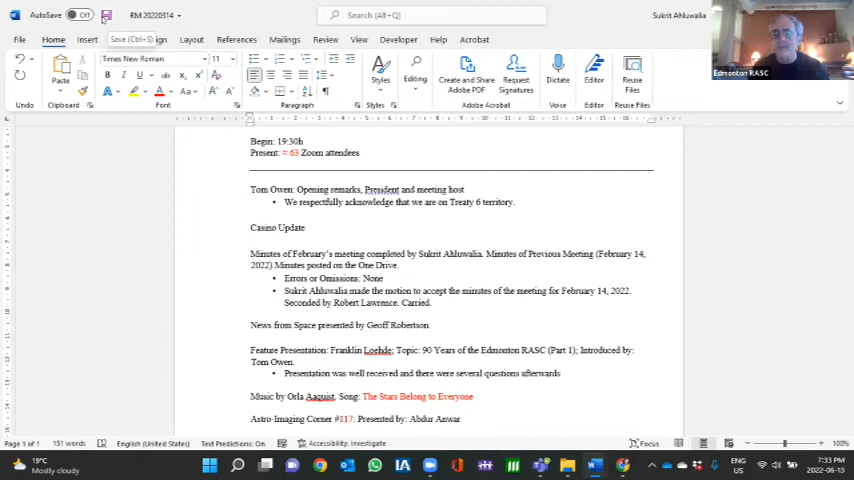 AutoSave Off RM 20220314 Search (Alt+Q) Sukrit Ahluwalia
File Home Insert ign Layout References Mailings Review View Developer Help Acrobat
Save (Ctrl+S)
Edmonton RASC
Times New Roman 11
Paste
Styles
Editing
Create and Share Adobe PDF
Request Signatures
Dictate
Editor
Reuse Files
Clipboard Font Paragraph Styles Adobe Acrobat Voice Editor Reuse Files
Begin: 19:30h
Present: ≈ 63 Zoom attendees
Tom Owen: Opening remarks, President and meeting host
• We respectfully acknowledge that we are on Treaty 6 territory.
Casino Update
Minutes of February's meeting completed by Sukrit Ahluwalia. Minutes of Previous Meeting (February 14,
2022) Minutes posted on the One Drive.
• Errors or Omissions: None
• Sukrit Ahluwalia made the motion to accept the minutes of the meeting for February 14, 2022.
Seconded by Robert Lawrence. Carried.
News from Space presented by Geoff Robertson
Feature Presentation: Franklin Loehde; Topic: 90 Years of the Edmonton RASC (Part 1); Introduced by:
Tom Owen.
• Presentation was well received and there were several questions afterwards
Music by Orla Aaquist, Song: The Stars Belong to Everyone
Astro-Imaging Corner #117: Presented by: Abdur Anwar
Page 1 of 1 151 words English (United States) Text Predictions: On Accessibility: Investigate Focus 100%
19°C
Mostly cloudy
ENG
US
7:33 PM
2022-06-13